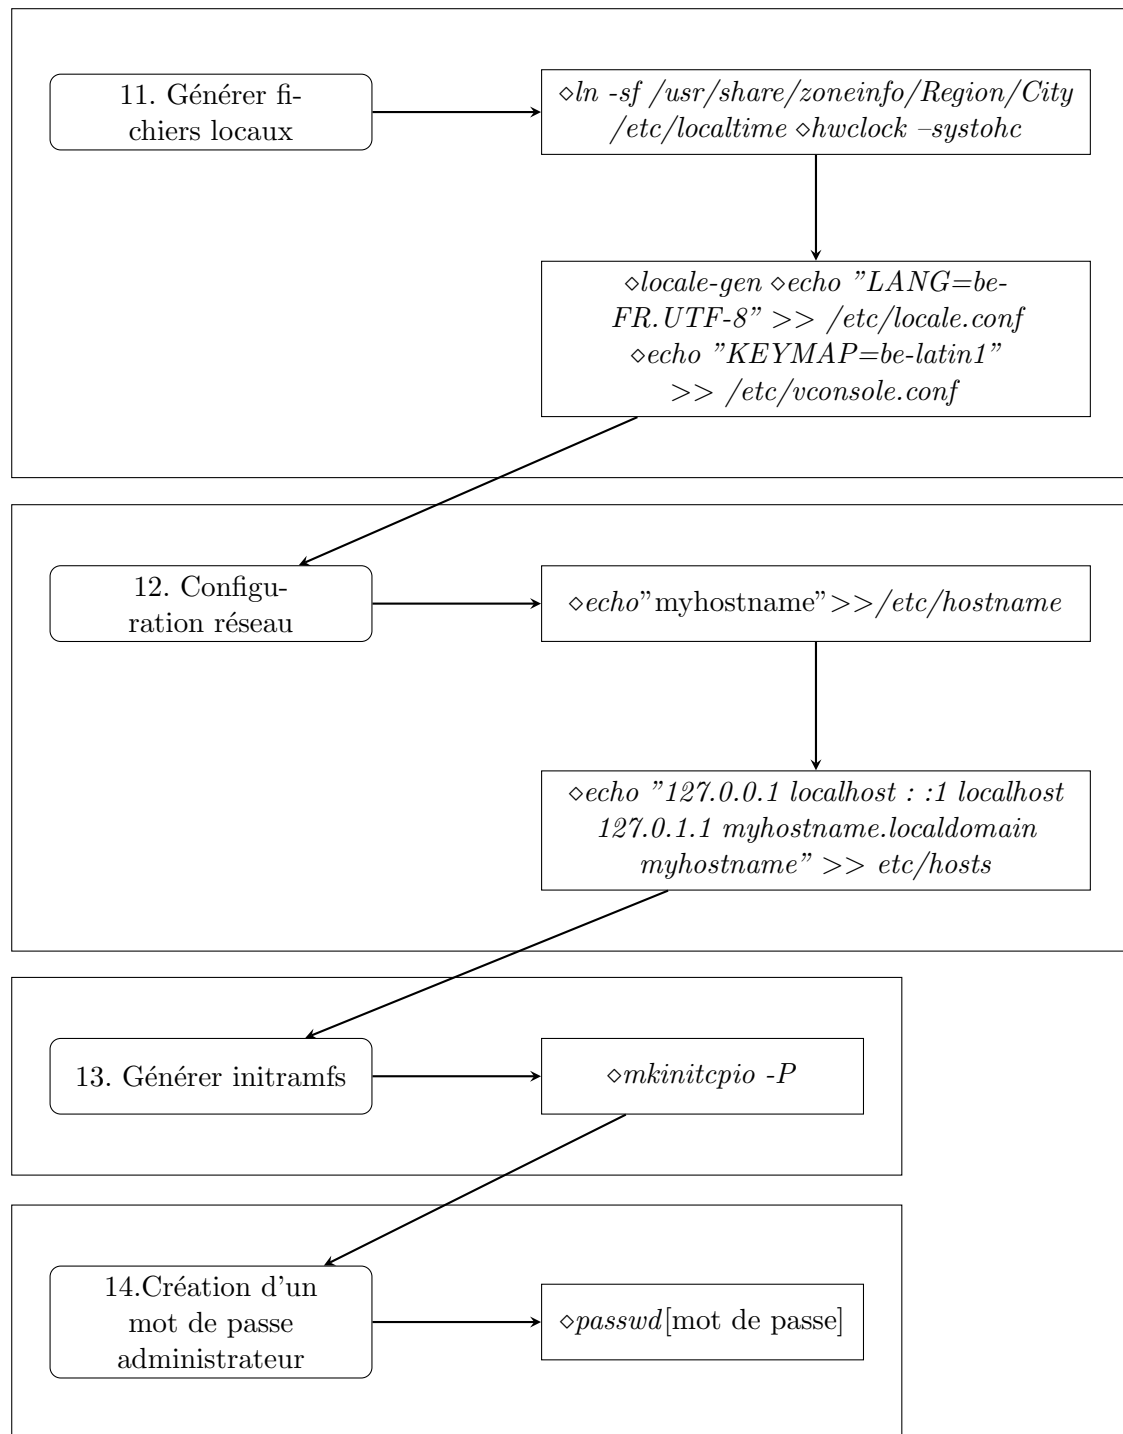 11. Générer fi-
chiers locaux
⋄ln -sf /usr/share/zoneinfo/Region/City
/etc/localtime ⋄hwclock –systohc
⋄locale-gen ⋄echo ”LANG=be-
FR.UTF-8” >> /etc/locale.conf
⋄echo ”KEYMAP=be-latin1”
>> /etc/vconsole.conf
12. Configu-
ration réseau
⋄echo”myhostname”>>/etc/hostname
⋄echo ”127.0.0.1 localhost : :1 localhost
127.0.1.1 myhostname.localdomain
myhostname” >> etc/hosts
13. Générer initramfs
⋄mkinitcpio -P
14.Création d'un
mot de passe
administrateur
⋄passwd[mot de passe]